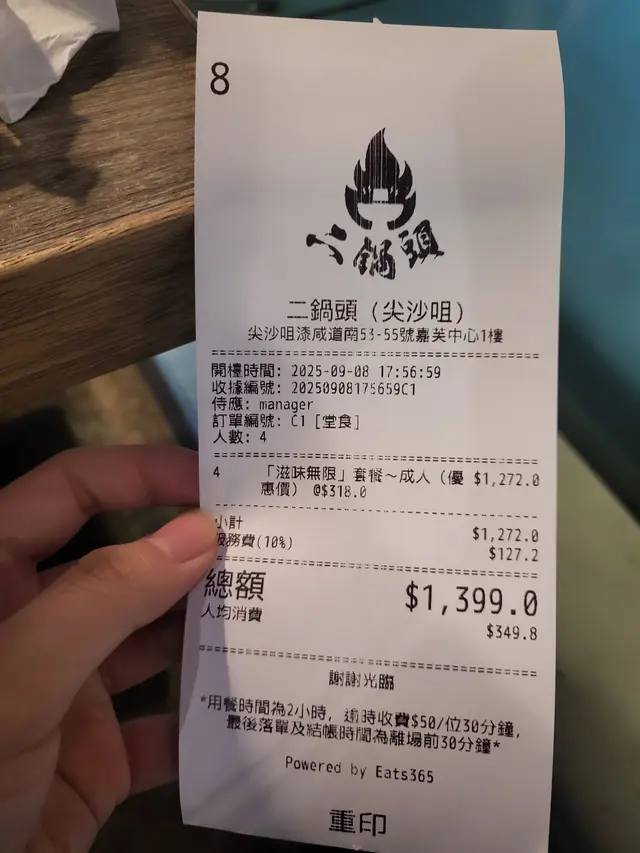 8
二鍋頭
二鍋頭 (尖沙咀)
尖沙咀漆咸道南53-55號嘉芙中心1樓
開檯時間: 2025-09-08 17:56:59
收據編號: 20250908175659C1
侍應: manager
訂單編號: C1 [堂食]
人數: 4
4 「滋味無限」套餐～成人 (優 $1,272.0
惠價) @$318.0
小計 $1,272.0
服務費(10%) $127.2
總額 $1,399.0
人均消費 $349.8
謝謝光臨
*用餐時間為2小時, 逾時收費$50/位30分鐘,
最後落單及結帳時間為離場前30分鐘*
Powered by Eats365
重印